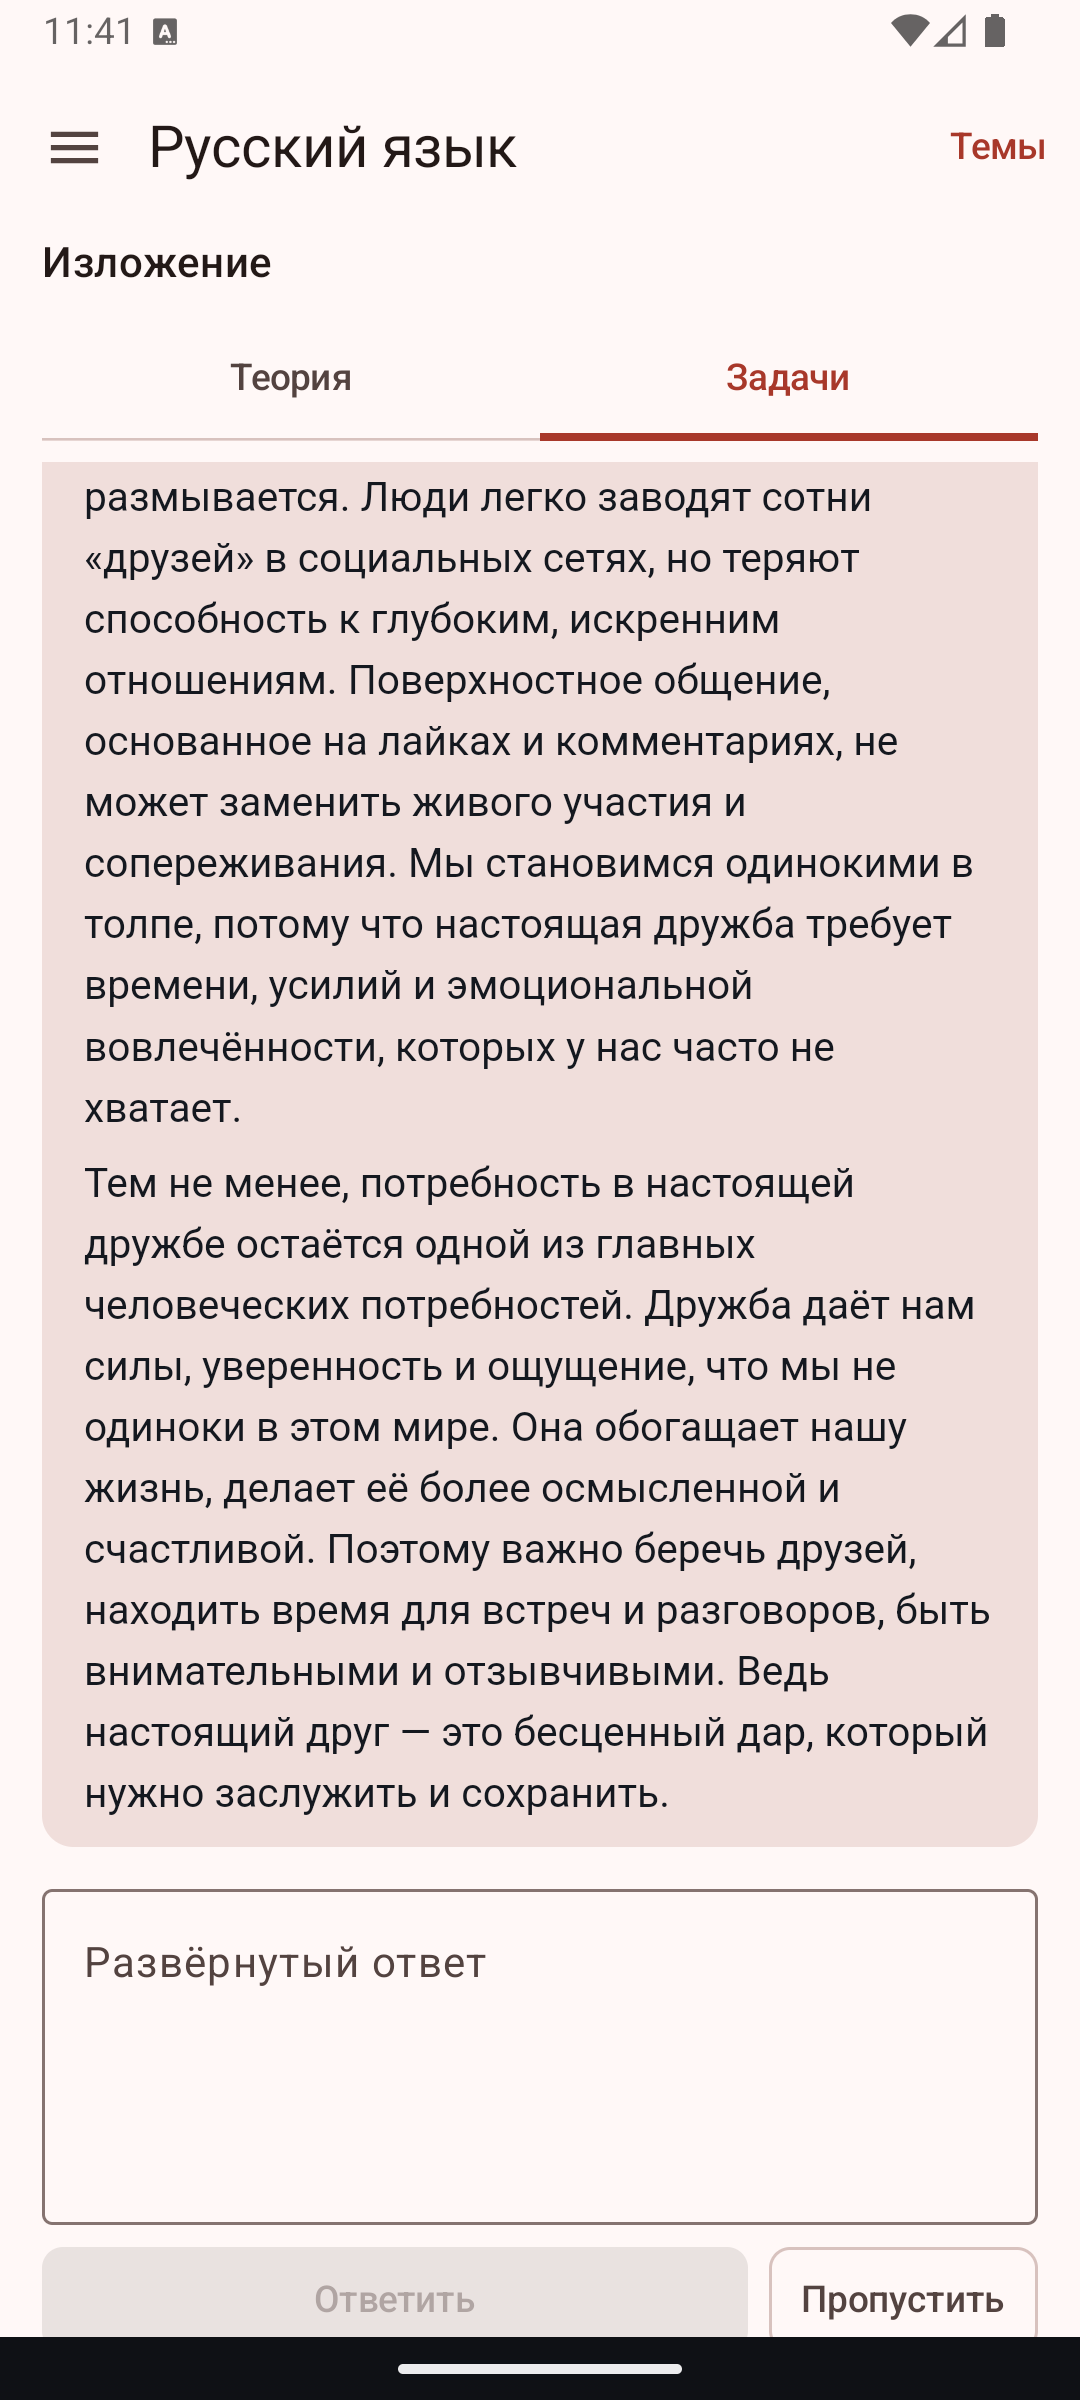 11:41
Русский язык
Темы
Изложение
Теория
Задачи
размывается. Люди легко заводят сотни
«друзей» в социальных сетях, но теряют
способность к глубоким, искренним
отношениям. Поверхностное общение,
основанное на лайках и комментариях, не
может заменить живого участия и
сопереживания. Мы становимся одинокими в
толпе, потому что настоящая дружба требует
времени, усилий и эмоциональной
вовлечённости, которых у нас часто не
хватает.
Тем не менее, потребность в настоящей
дружбе остаётся одной из главных
человеческих потребностей. Дружба даёт нам
силы, уверенность и ощущение, что мы не
одиноки в этом мире. Она обогащает нашу
жизнь, делает её более осмысленной и
счастливой. Поэтому важно беречь друзей,
находить время для встреч и разговоров, быть
внимательными и отзывчивыми. Ведь
настоящий друг — это бесценный дар, который
нужно заслужить и сохранить.
Развёрнутый ответ
Ответить
Пропустить